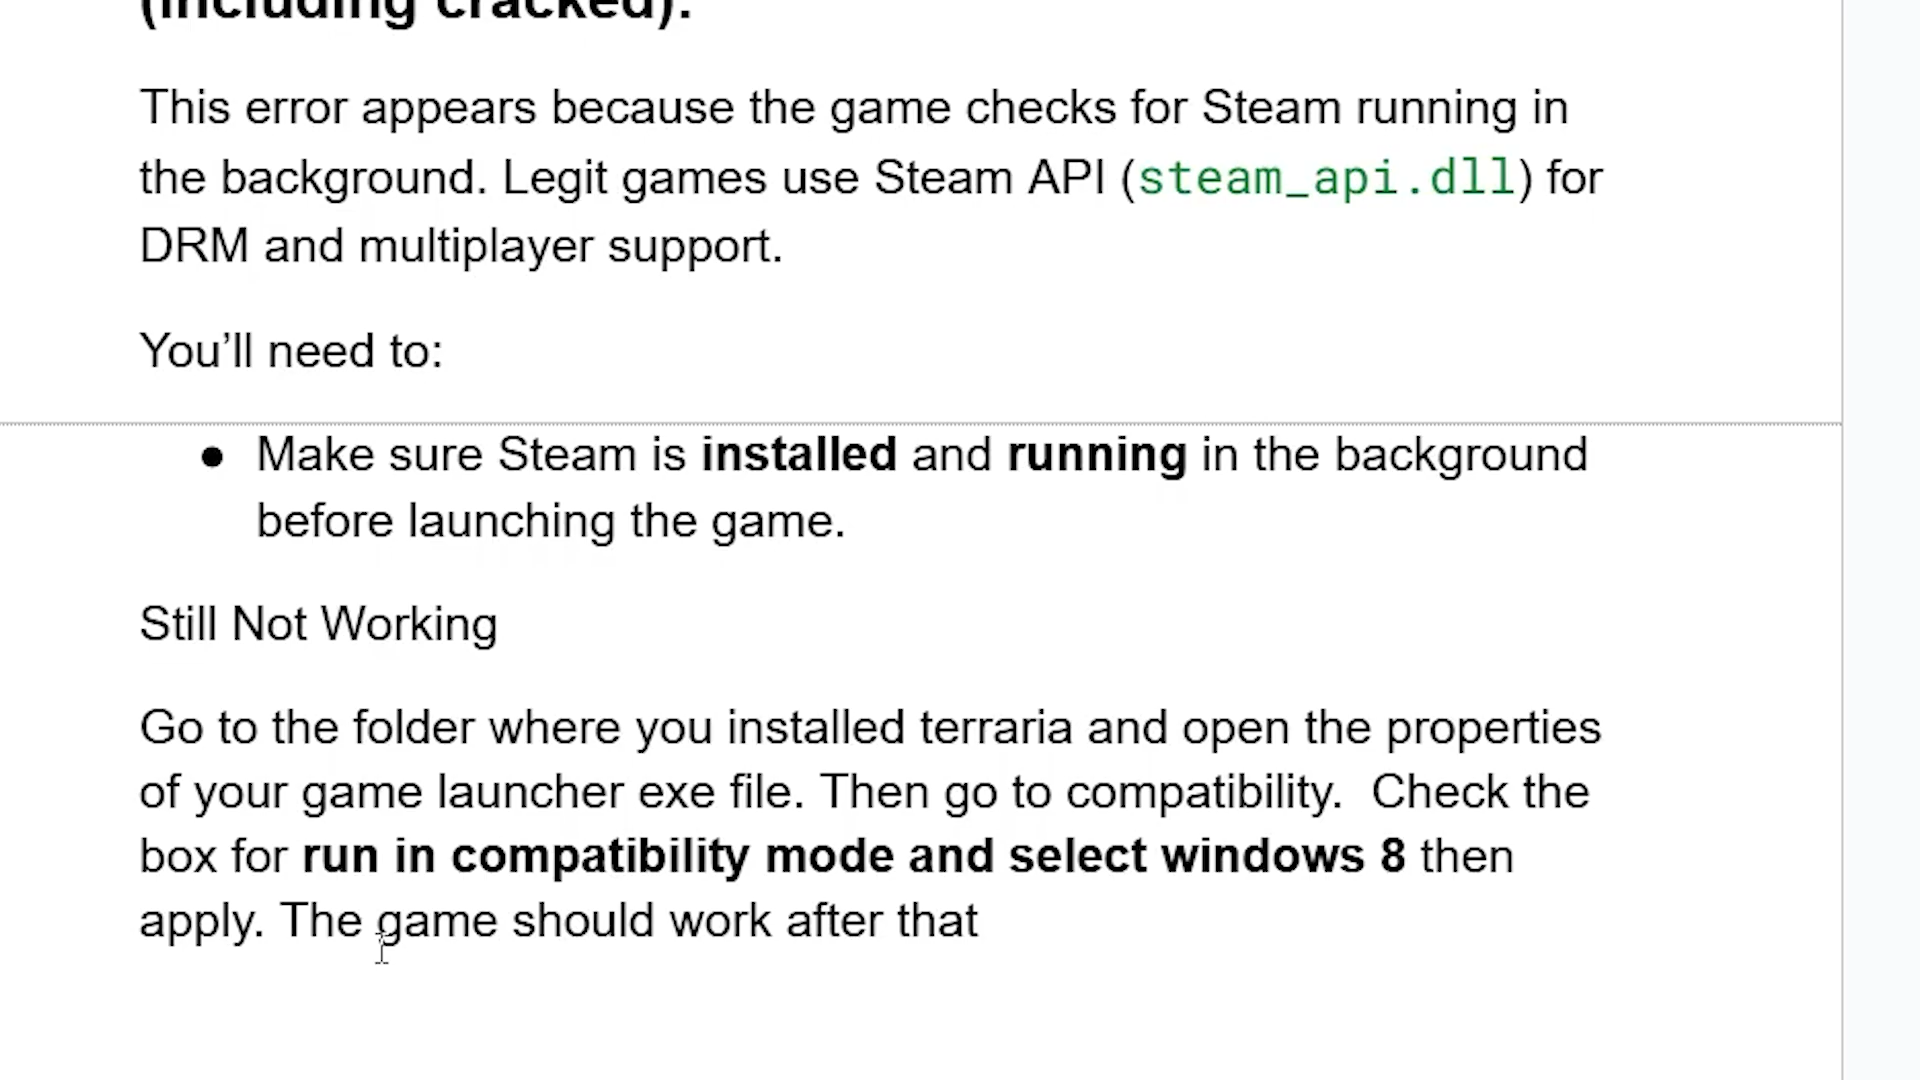 (including cracked):
This error appears because the game checks for Steam running in
the background. Legit games use Steam API (steam_api.dll) for
DRM and multiplayer support.
You’ll need to:
● Make sure Steam is installed and running in the background
before launching the game.
Still Not Working
Go to the folder where you installed terraria and open the properties
of your game launcher exe file. Then go to compatibility.  Check the
box for run in compatibility mode and select windows 8 then
apply. The game should work after that